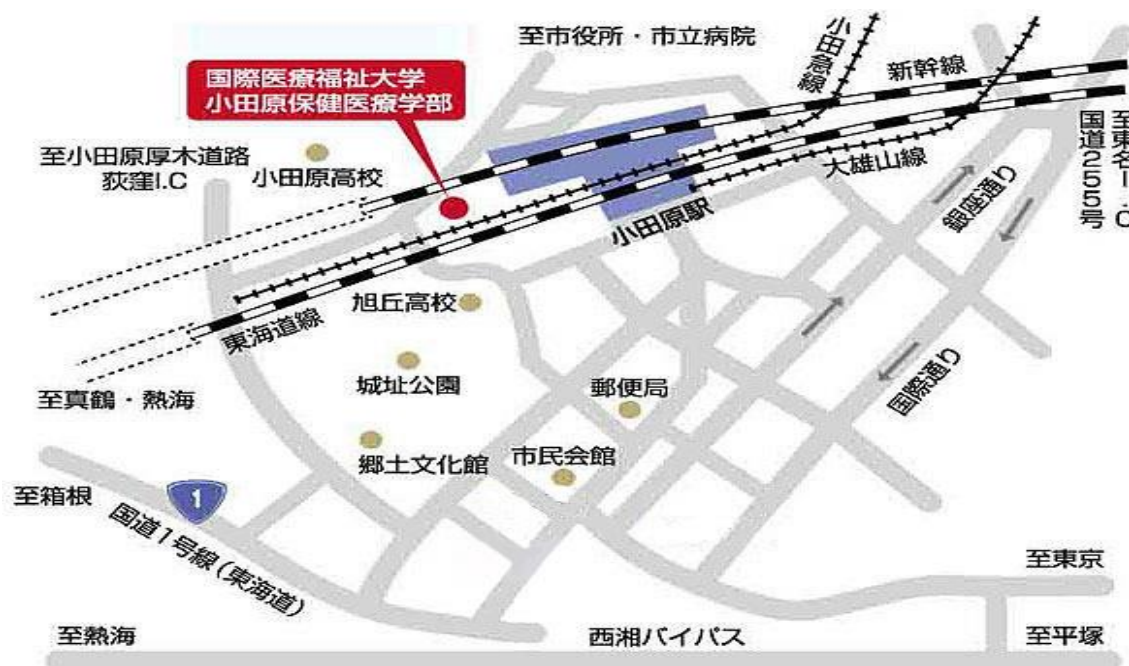 至市役所・市立病院
小田急線
新幹線
国際医療福祉大学
小田原保健医療学部
至東名I.C
国道255号
至小田原厚木道路
荻窪I.C
小田原高校
大雄山線
銀座通り
小田原駅
旭丘高校
東海道線
城址公園
国際通り
至真鶴・熱海
郵便局
郷土文化館
市民会館
至箱根
1
国道1号線(東海道)
至東京
至熱海
西湘バイパス
至平塚